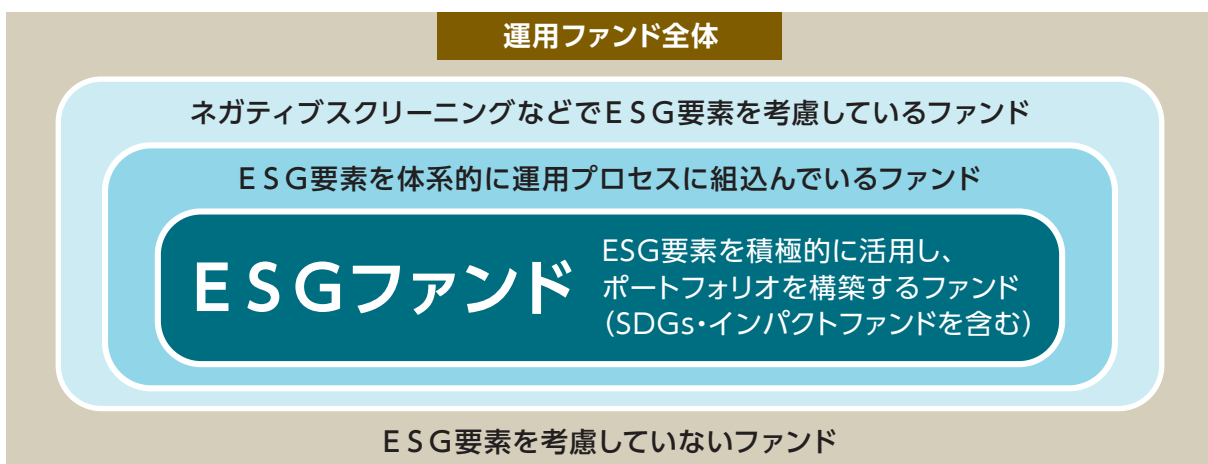 運用ファンド全体
ネガティブスクリーニングなどでESG要素を考慮しているファンド
ESG要素を体系的に運用プロセスに組込んでいるファンド
ESGファンド
ESG要素を積極的に活用し、
ポートフォリオを構築するファンド
(SDGs・インパクトファンドを含む)
ESG要素を考慮していないファンド